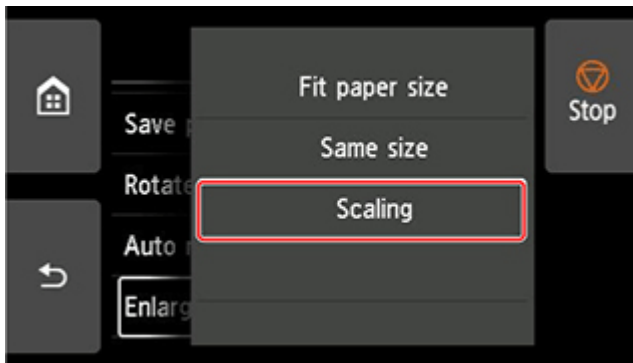 Fit paper size
Stop
Save
Same size
Rotate
Scaling
Auto
Enlarg